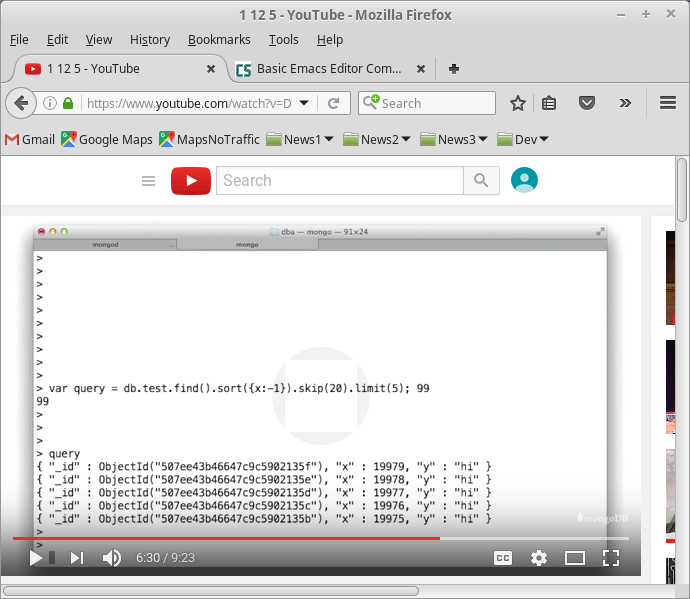 1 12 5 - YouTube - Mozilla Firefox
File Edit View History Bookmarks Tools Help
1 12 5 - YouTube
Basic Emacs Editor Com...
https://www.youtube.com/watch?v=D
Search
Gmail Google Maps MapsNoTraffic News1 News2 News3 Dev
Search
dba — mongo — 91×24
mongod mongo
>
>
>
>
>
>
>
>
>
>
> var query = db.test.find().sort({x:-1}).skip(20).limit(5); 99
99
>
>
>
> query
{ "_id" : ObjectId("507ee43b46647c9c5902135f"), "x" : 19979, "y" : "hi" }
{ "_id" : ObjectId("507ee43b46647c9c5902135e"), "x" : 19978, "y" : "hi" }
{ "_id" : ObjectId("507ee43b46647c9c5902135d"), "x" : 19977, "y" : "hi" }
{ "_id" : ObjectId("507ee43b46647c9c5902135c"), "x" : 19976, "y" : "hi" }
{ "_id" : ObjectId("507ee43b46647c9c5902135b"), "x" : 19975, "y" : "hi" }
mongoDB
>
>
6:30 / 9:23
CC